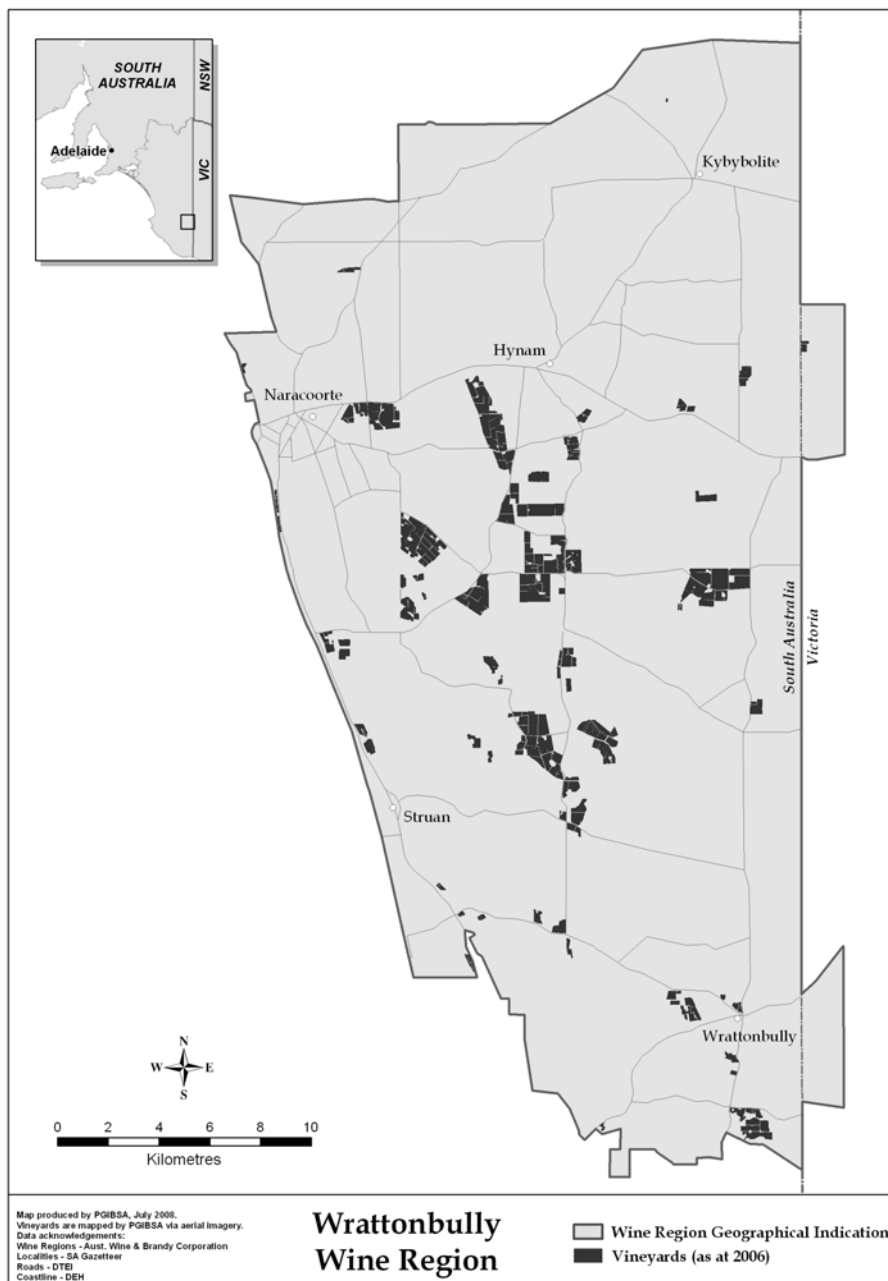 SOUTH
AUSTRALIA
NSW
Adelaide
VIC
Kybybolite
Hynam
Naracoorte
South Australia
Victoria
Struan
Wrattonbully
N
W E
S
0 2 4 6 8 10
Kilometres
Map produced by PGIBSA, July 2008.
Vineyards are mapped by PGIBSA via aerial imagery.
Data acknowledgements:
Wine Regions - Aust. Wine & Brandy Corporation
Localities - SA Gazetteer
Roads - DTEI
Coastline - DEH
Wrattonbully
Wine Region
Wine Region Geographical Indication
Vineyards (as at 2006)